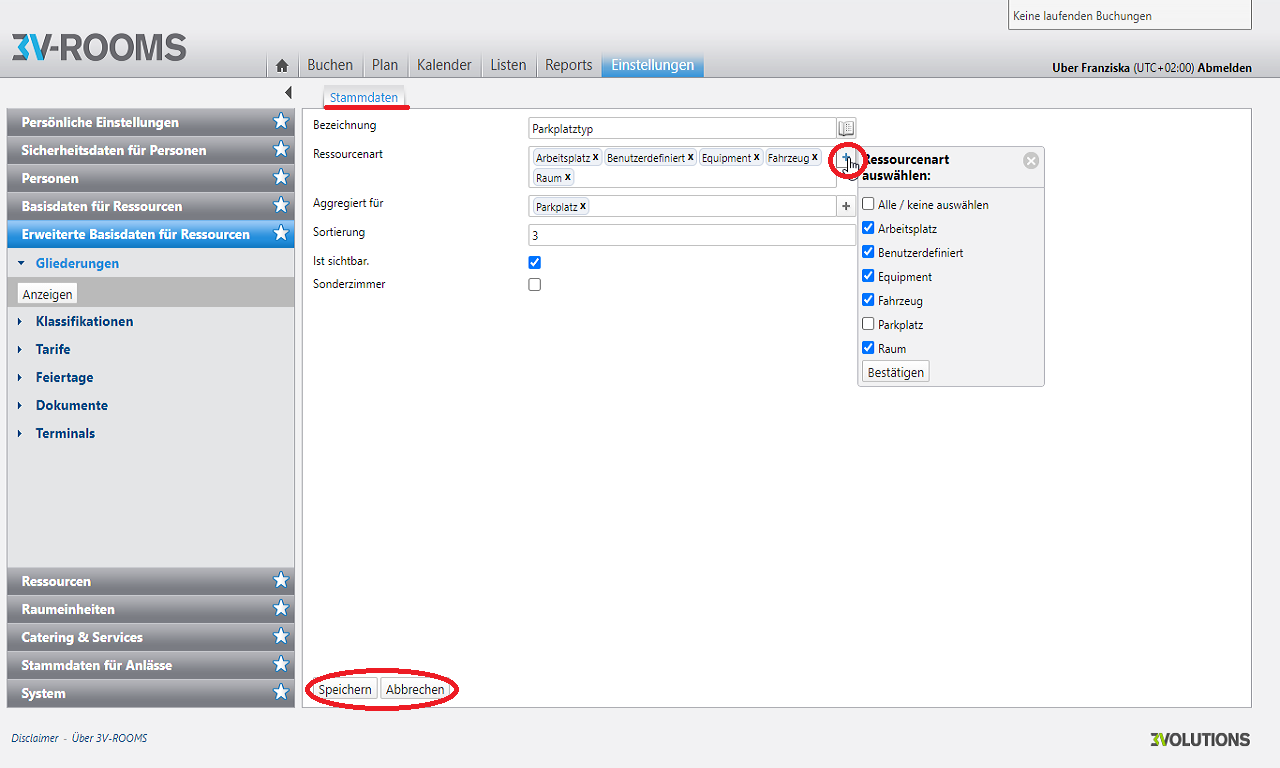 Keine laufenden Buchungen
3V-ROOMS
Buchen Plan Kalender Listen Reports Einstellungen
Uber Franziska (UTC+02:00) Abmelden
Stammdaten
Persönliche Einstellungen
Sicherheitsdaten für Personen
Personen
Basisdaten für Ressourcen
Erweiterte Basisdaten für Ressourcen
Gliederungen
Anzeigen
Klassifikationen
Tarife
Feiertage
Dokumente
Terminals
Ressourcen
Raumeinheiten
Catering & Services
Stammdaten für Anlässe
System
Bezeichnung Parkplatztyp
Ressourcenart Arbeitsplatz x Benutzerdefiniert x Equipment x Fahrzeug x
Raum x
Aggregiert für Parkplatz x +
Sortierung 3
Ist sichtbar.
Sonderzimmer
Ressourcenart
auswählen:
Alle / keine auswählen
Arbeitsplatz
Benutzerdefiniert
Equipment
Fahrzeug
Parkplatz
Raum
Bestätigen
Speichern Abbrechen
Disclaimer - Über 3V-ROOMS
3VOLUTIONS